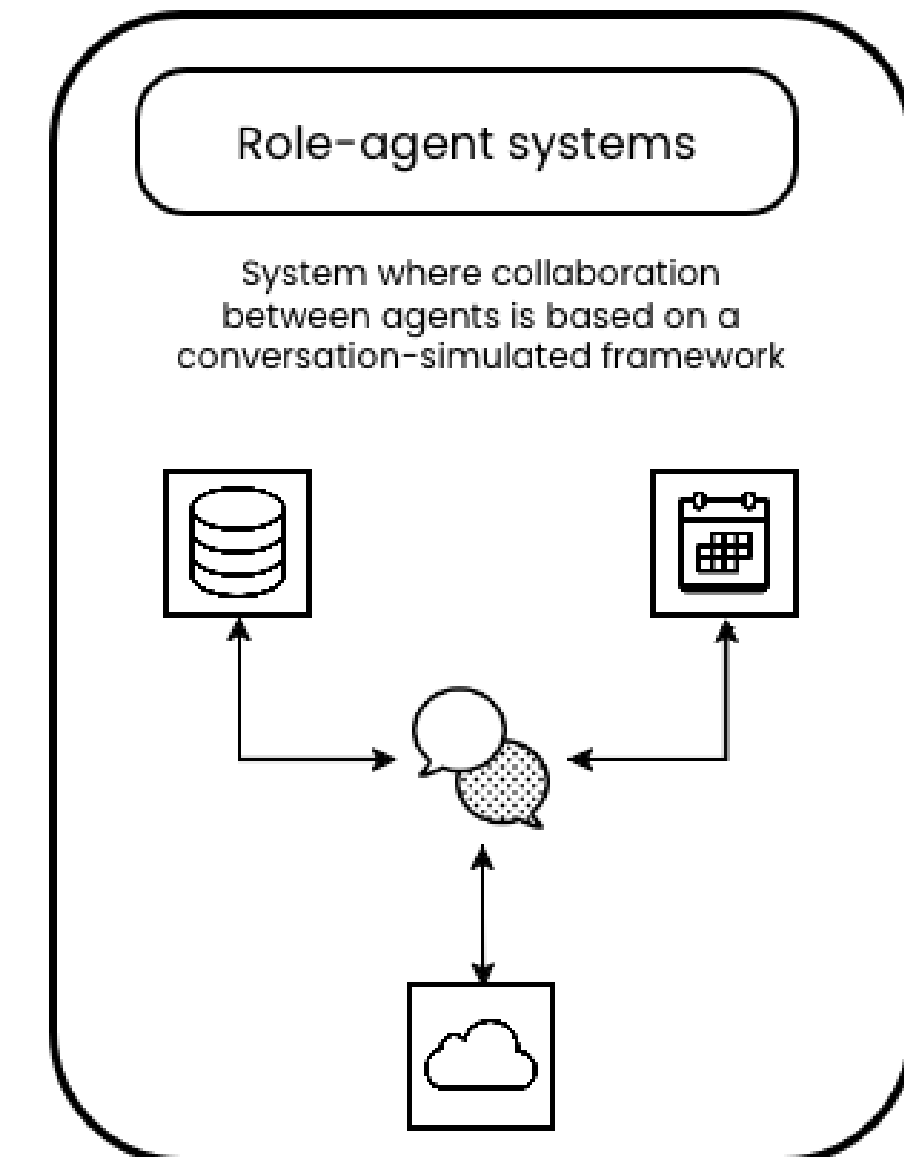 Role-agent systems
System where collaboration
between agents is based on a
conversation-simulated framework